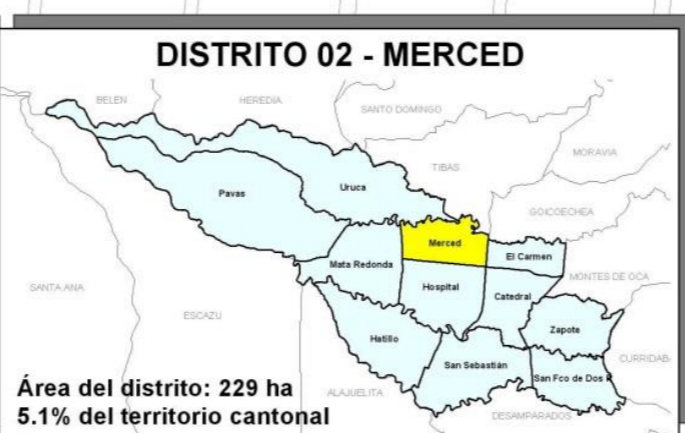 DISTRITO 02 - MERCED
BELEN
HEREDIA
SANTO DOMINGO
MORAVIA
TIBAS
Uruca
Pavas
GOICOECHEA
Merced
El Carmen
Mata Redonda
MONTES DE OCA
SANTA ANA
Hospital
Catedral
ESCAZU
Zapote
Hatillo
CURRIDAB
San Sebastián
San Fco de Dos R
Área del distrito: 229 ha
ALAJUELITA
5.1% del territorio cantonal
DESAMPARADOS